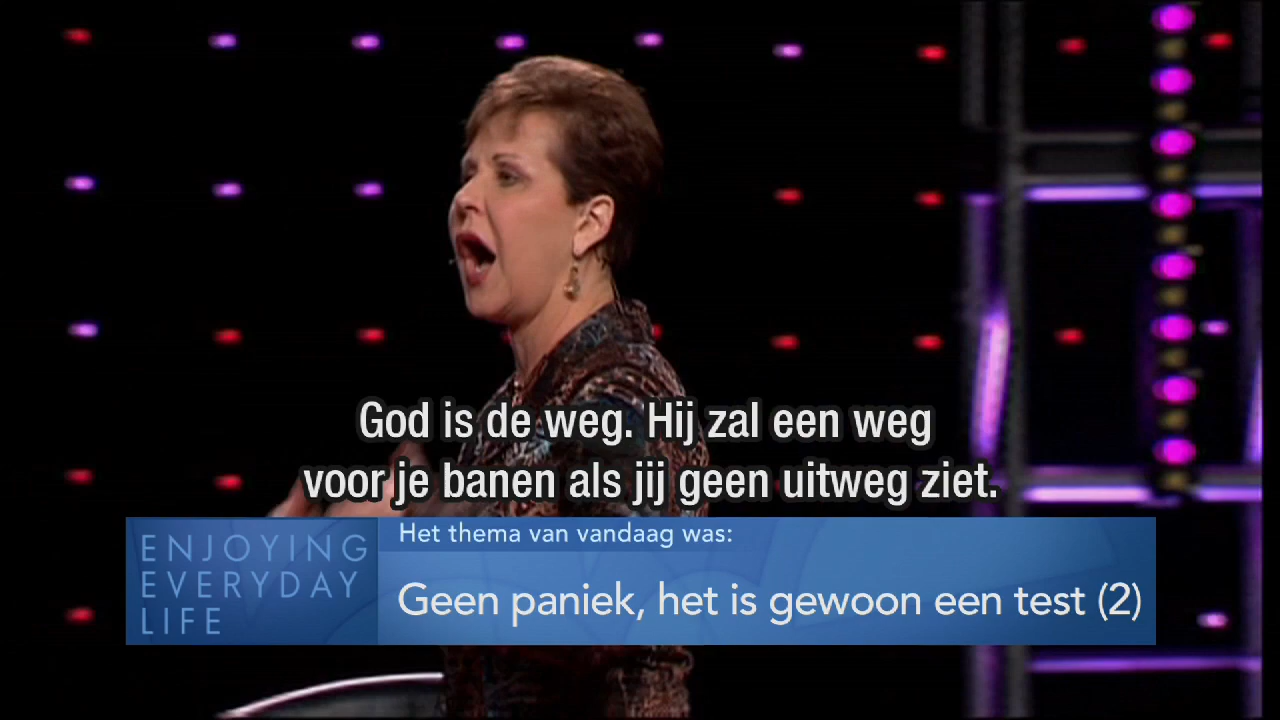 God is de weg. Hij zal een weg
voor je banen als jij geen uitweg ziet.
Het thema van vandaag was:
ENJOYING
EVERYDAY
LIFE
Geen paniek, het is gewoon een test (2)